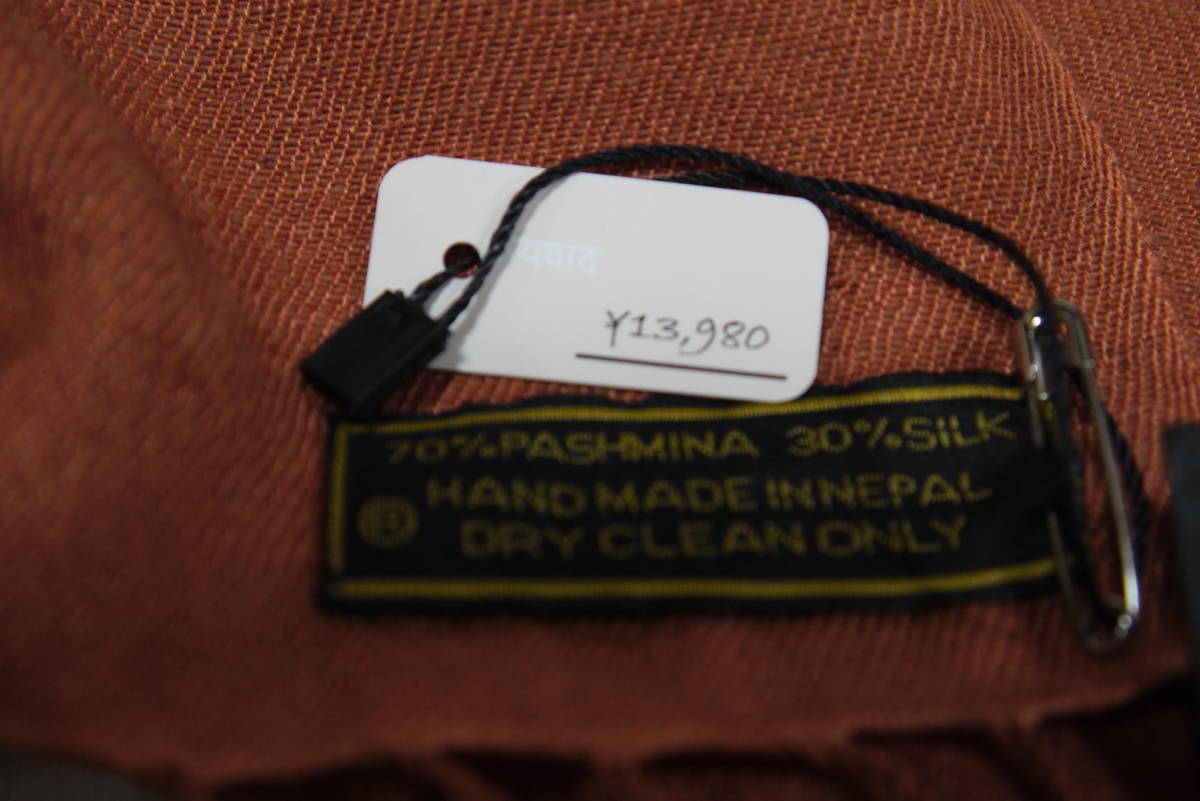 ¥13,980
70% PASHMINA 30% SILK
HAND MADE IN NEPAL
DRY CLEAN ONLY